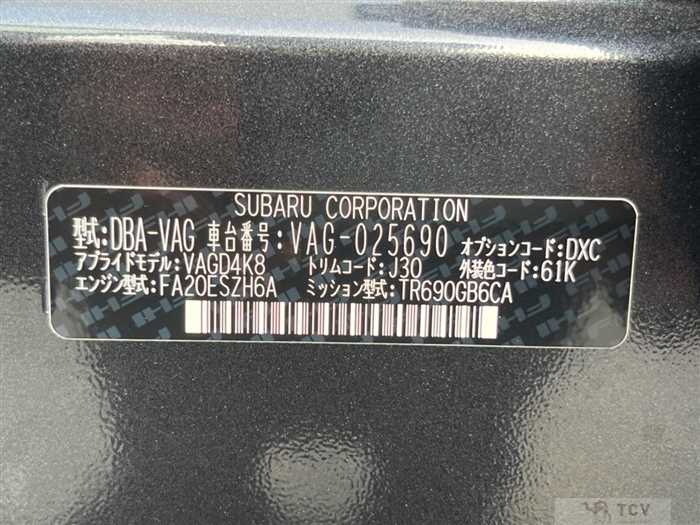 SUBARU CORPORATION
型式:DBA-VAG 車台番号:VAG-025690 オプションコード:DXC
アプライドモデル:VAGD4K8 トリムコード:J30 外装色コード:61K
エンジン型式:FA20ESZH6A ミッション型式:TR690GB6CA
TCV